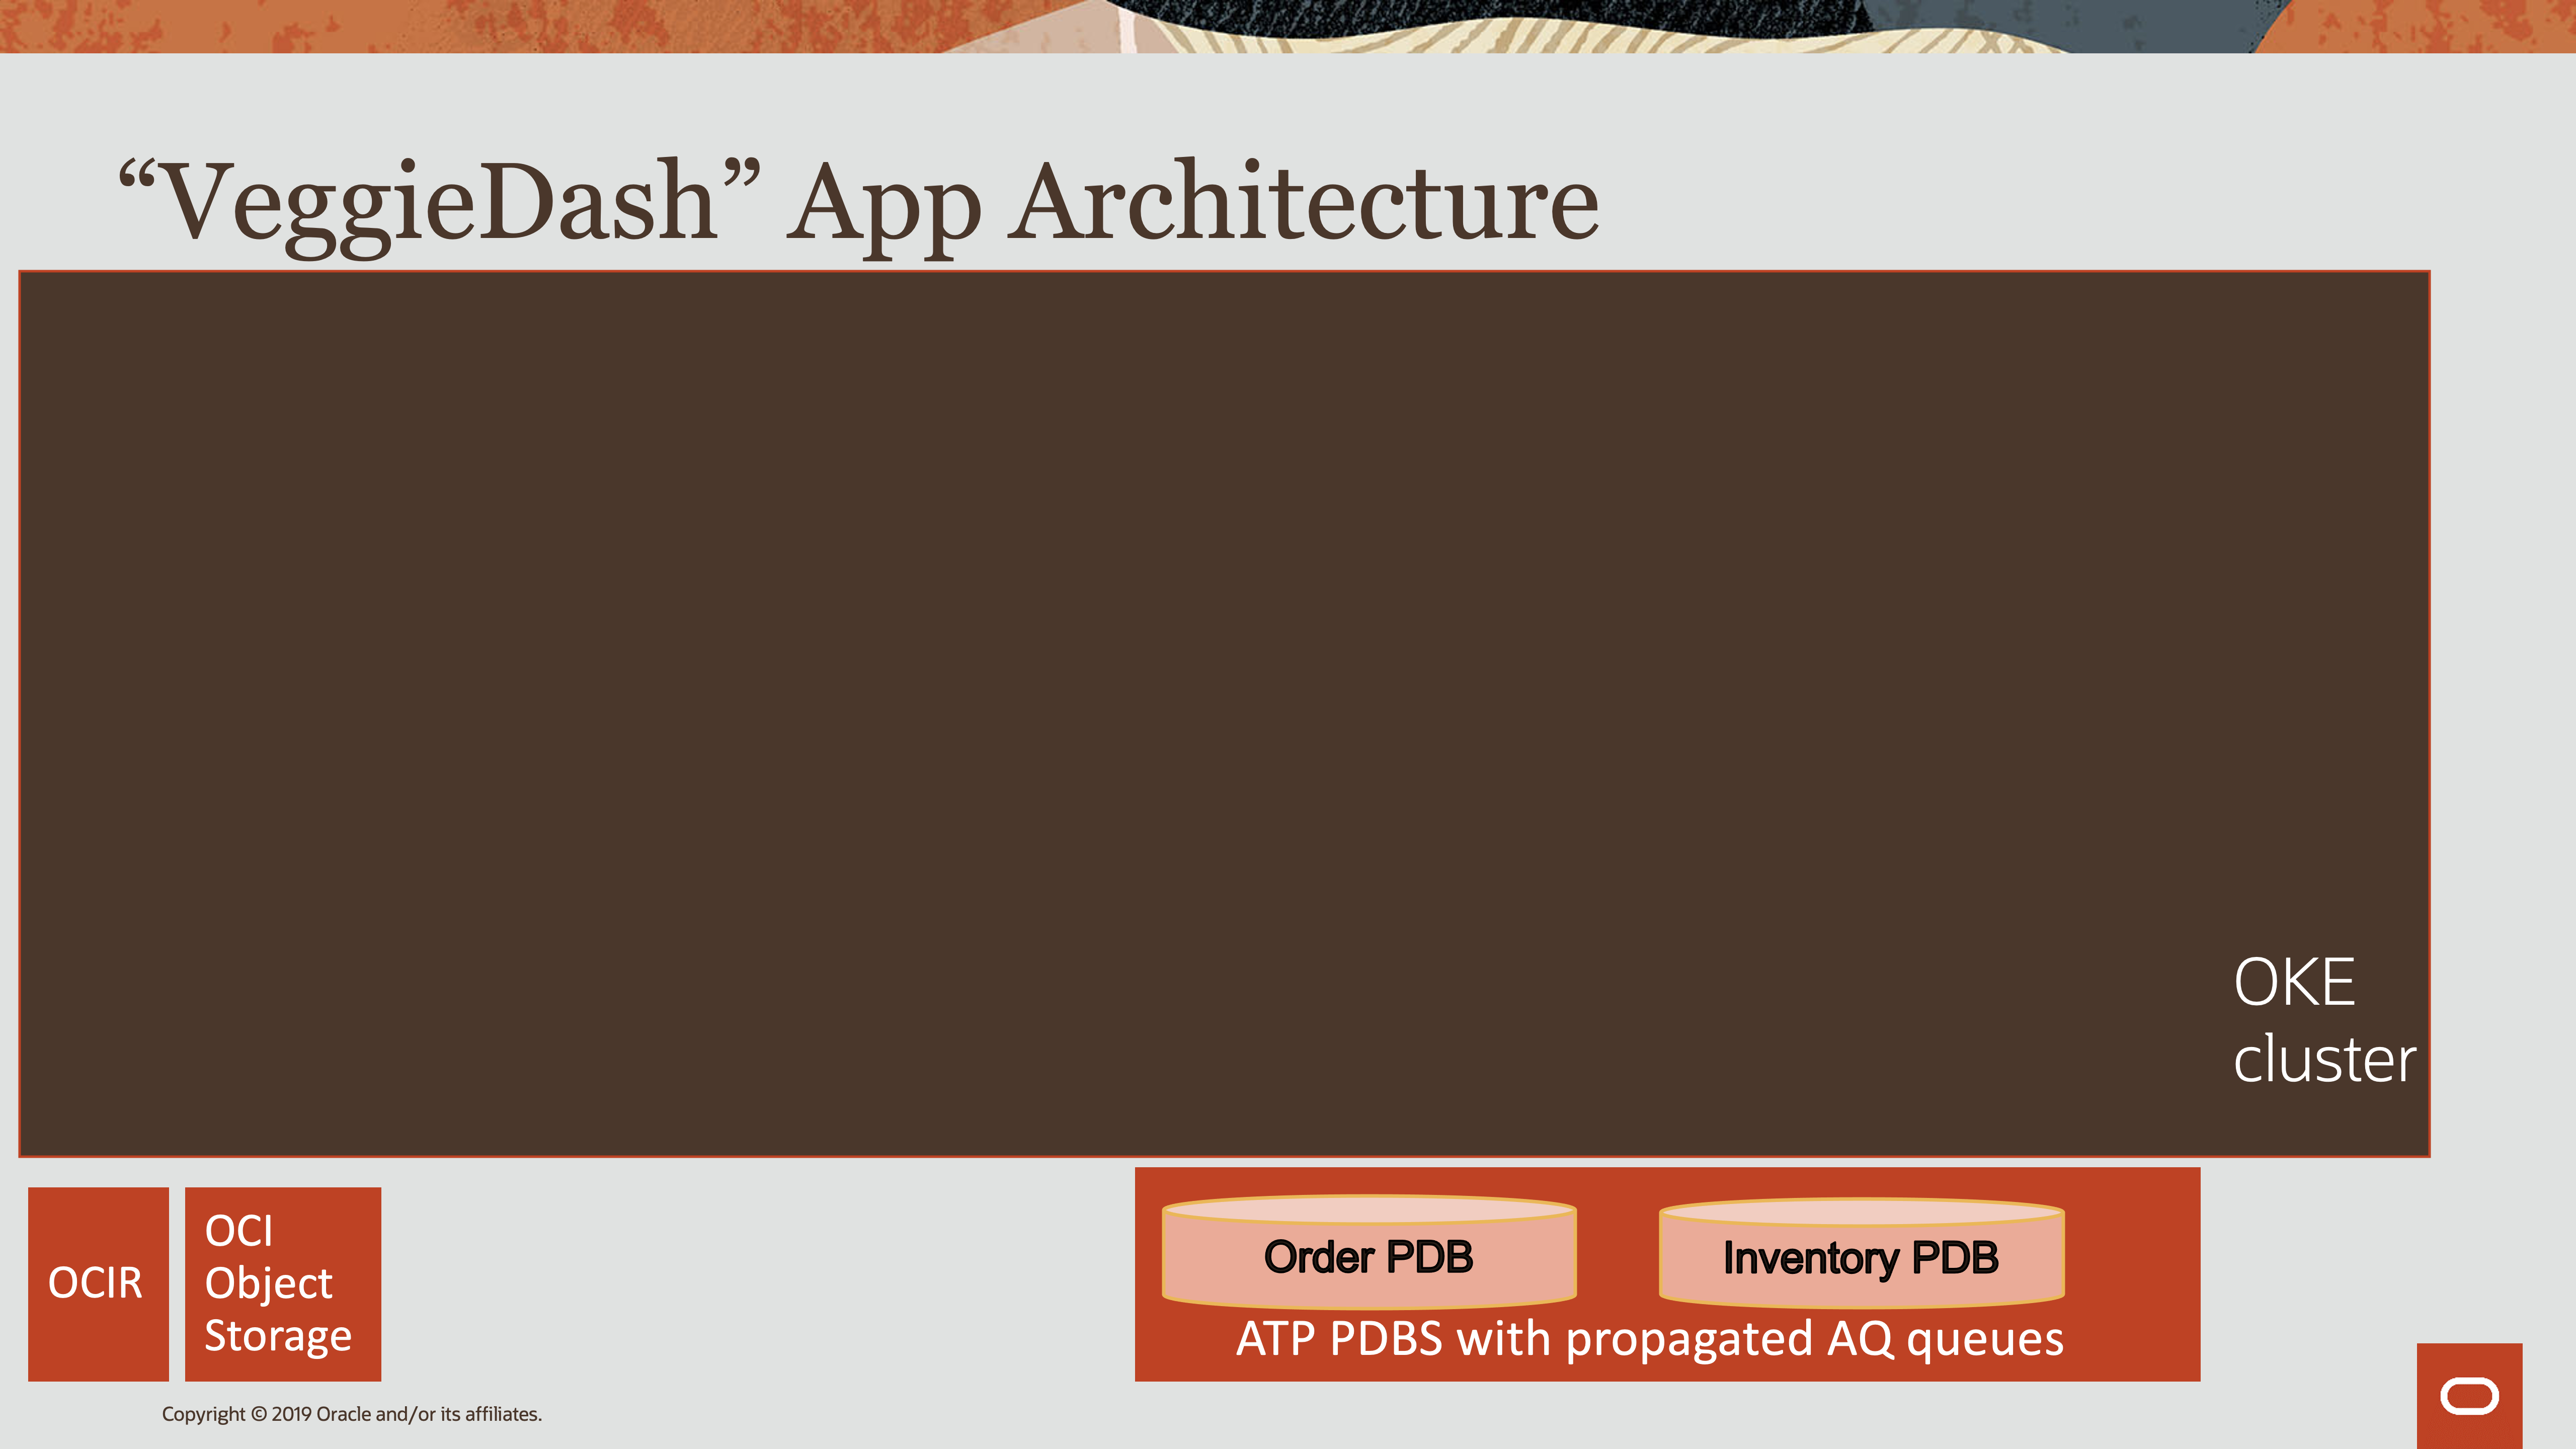 “VeggieDash” App Architecture
OKE
cluster
OCIR
OCI
Object
Storage
Order PDB
Inventory PDB
ATP PDBS with propagated AQ queues
Copyright © 2019 Oracle and/or its affiliates.